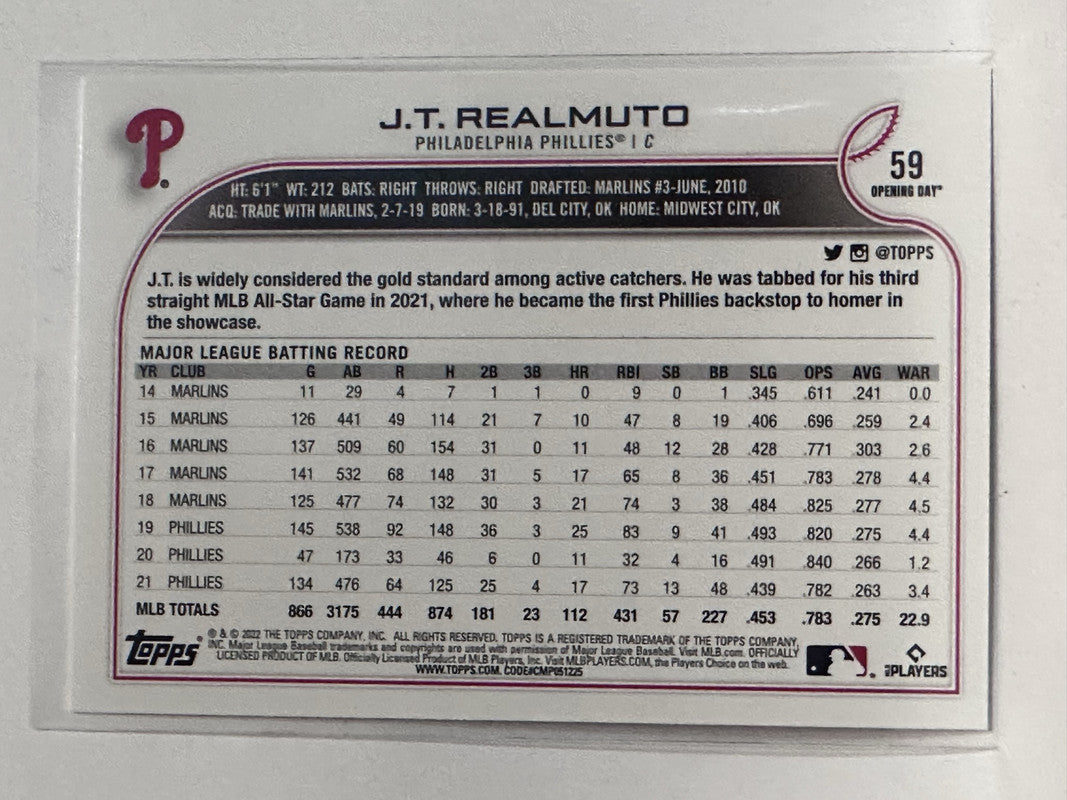 P
J.T. REALMUTO
PHILADELPHIA PHILLIES® | C
59
OPENING DAY®
HT: 6'1" WT: 212 BATS: RIGHT THROWS: RIGHT DRAFTED: MARLINS #3-JUNE, 2010
ACQ: TRADE WITH MARLINS, 2-7-19 BORN: 3-18-91, DEL CITY, OK HOME: MIDWEST CITY, OK
@TOPPS
J.T. is widely considered the gold standard among active catchers. He was tabbed for his third
straight MLB All-Star Game in 2021, where he became the first Phillies backstop to homer in
the showcase.
MAJOR LEAGUE BATTING RECORD
YR CLUB G AB R H 2B 3B HR RBI SB BB SLG OPS AVG WAR
14 MARLINS 11 29 4 7 1 1 0 9 0 1 .345 .611 .241 0.0
15 MARLINS 126 441 49 114 21 7 10 47 8 19 .406 .696 .259 2.4
16 MARLINS 137 509 60 154 31 0 11 48 12 28 .428 .771 .303 2.6
17 MARLINS 141 532 68 148 31 5 17 65 8 36 .451 .783 .278 4.4
18 MARLINS 125 477 74 132 30 3 21 74 3 38 .484 .825 .277 4.5
19 PHILLIES 145 538 92 148 36 3 25 83 9 41 .493 .820 .275 4.4
20 PHILLIES 47 173 33 46 6 0 11 32 4 16 .491 .840 .266 1.2
21 PHILLIES 134 476 64 125 25 4 17 73 13 48 .439 .782 .263 3.4
MLB TOTALS 866 3175 444 874 181 23 112 431 57 227 .453 .783 .275 22.9
Topps
® & © 2022 THE TOPPS COMPANY, INC. ALL RIGHTS RESERVED. TOPPS IS A REGISTERED TRADEMARK OF THE TOPPS COMPANY,
INC. Major League Baseball trademarks and copyrights are used with permission of Major League Baseball. Visit MLB.com. OFFICIALLY
LICENSED PRODUCT OF MLB. Officially Licensed Product of MLB Players, Inc. Visit MLBPLAYERS.COM, the Players Choice on the web.
WWW.TOPPS.COM. CODE#CMP051225
PLAYERS